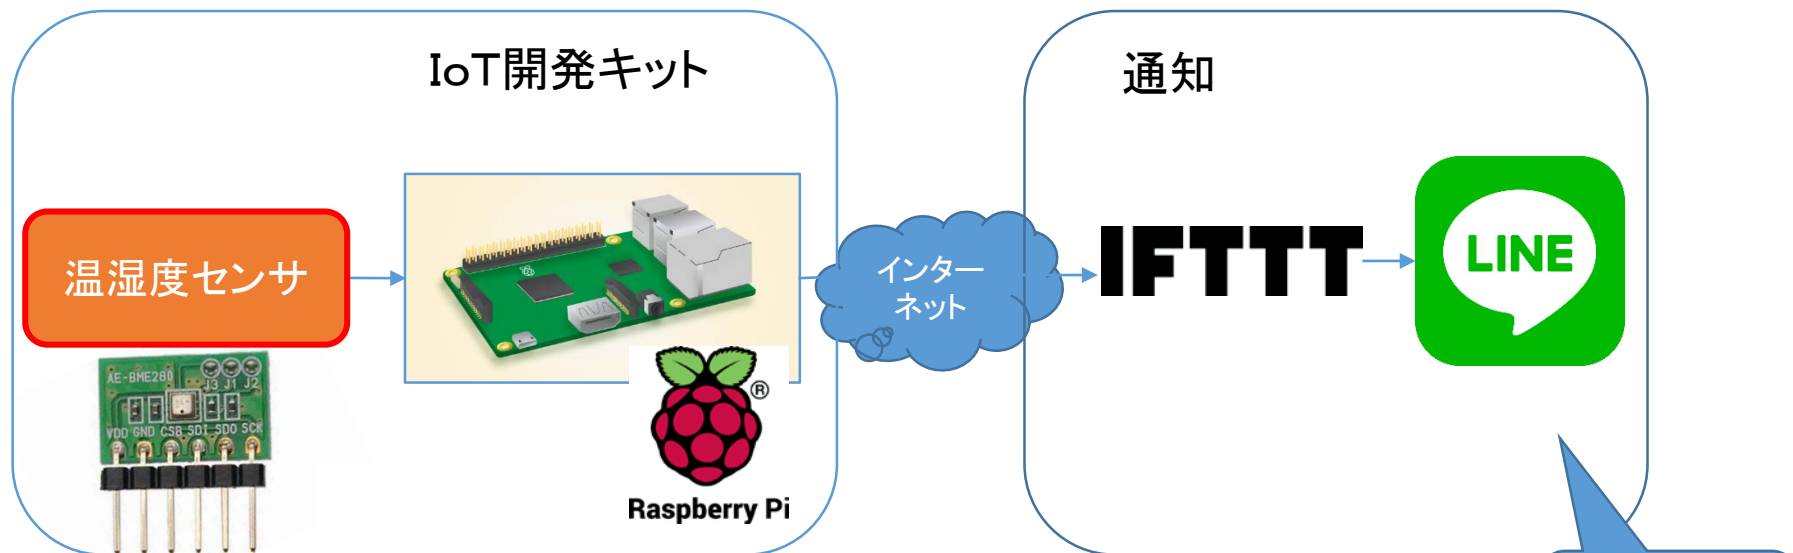 IoT開発キット
通知
温湿度センサ
インター
ネット
IFTTT
LINE
AE-BME280
J3 J1 J2
VDD GND CSB SDI SDO SCK
®
Raspberry Pi